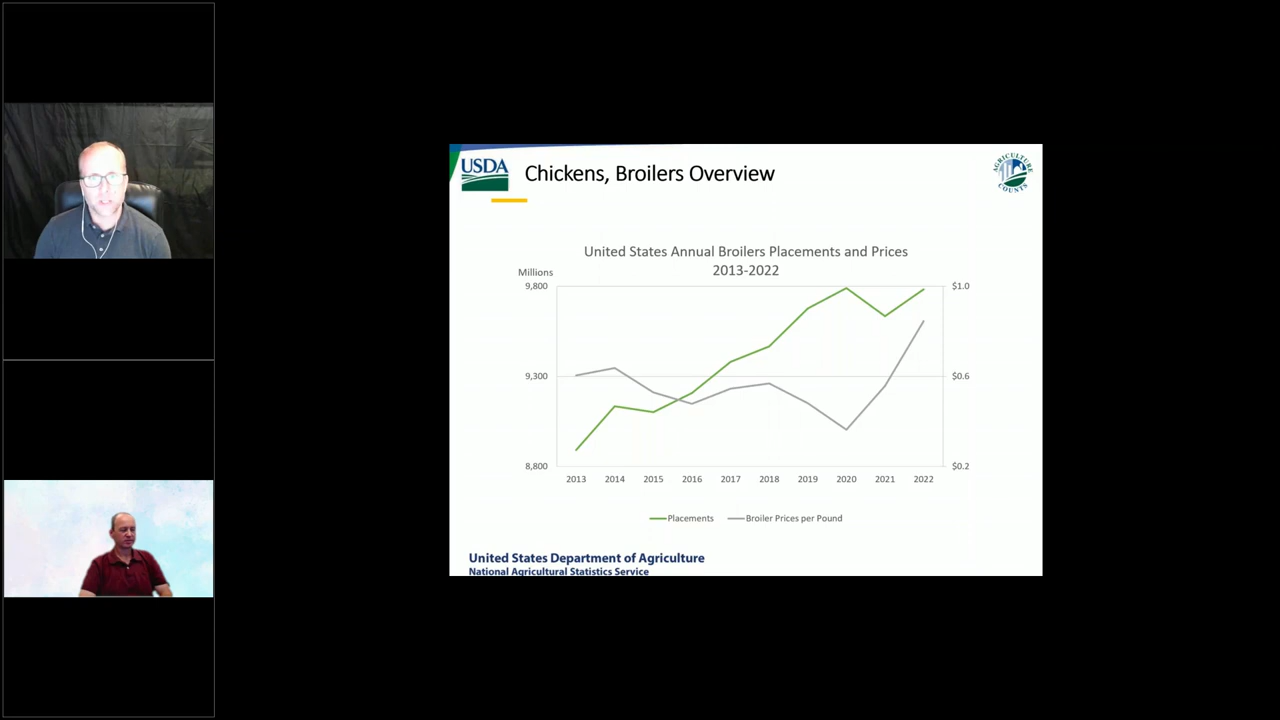 USDA
Chickens, Broilers Overview
AGRICULTURE
COUNTS
United States Annual Broilers Placements and Prices
2013-2022
Millions
9,800
$1.0
9,300
$0.6
8,800
$0.2
2013 2014 2015 2016 2017 2018 2019 2020 2021 2022
Placements Broiler Prices per Pound
United States Department of Agriculture
National Agricultural Statistics Service